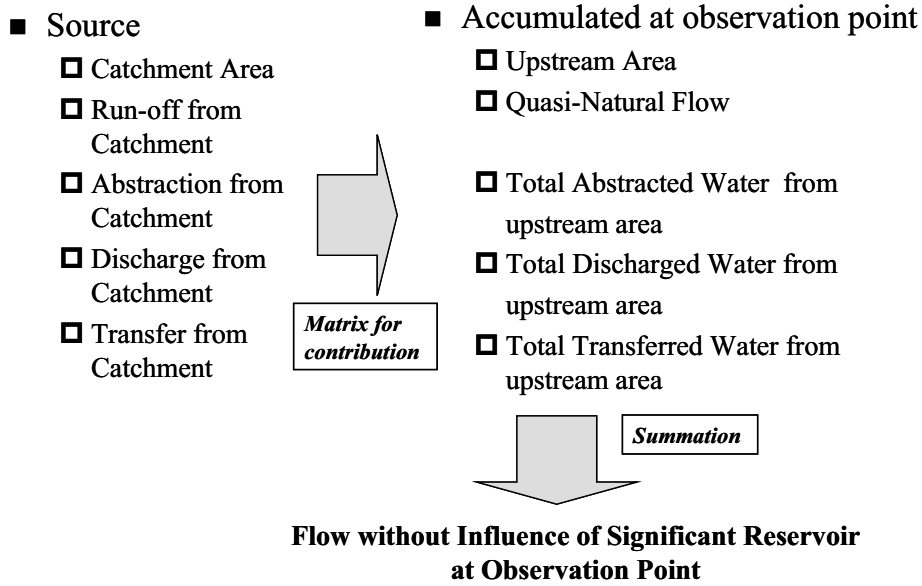 Source
Catchment Area
Run-off from
Catchment
Abstraction from
Catchment
Discharge from
Catchment
Transfer from
Catchment
Matrix for
contribution
Accumulated at observation point
Upstream Area
Quasi-Natural Flow
Total Abstracted Water from
upstream area
Total Discharged Water from
upstream area
Total Transferred Water from
upstream area
Summation
Flow without Influence of Significant Reservoir
at Observation Point